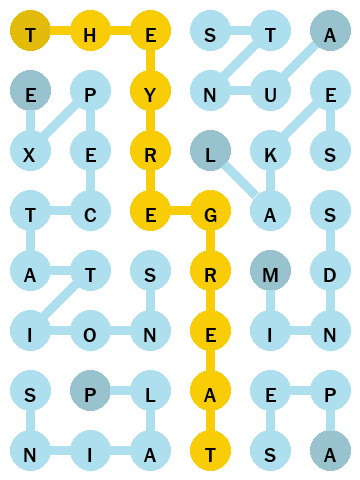 T H E S T A
E P Y N U E
X E R L K S
T C E G A S
A T S R M D
I O N E I N
S P L A E P
N I A T S A